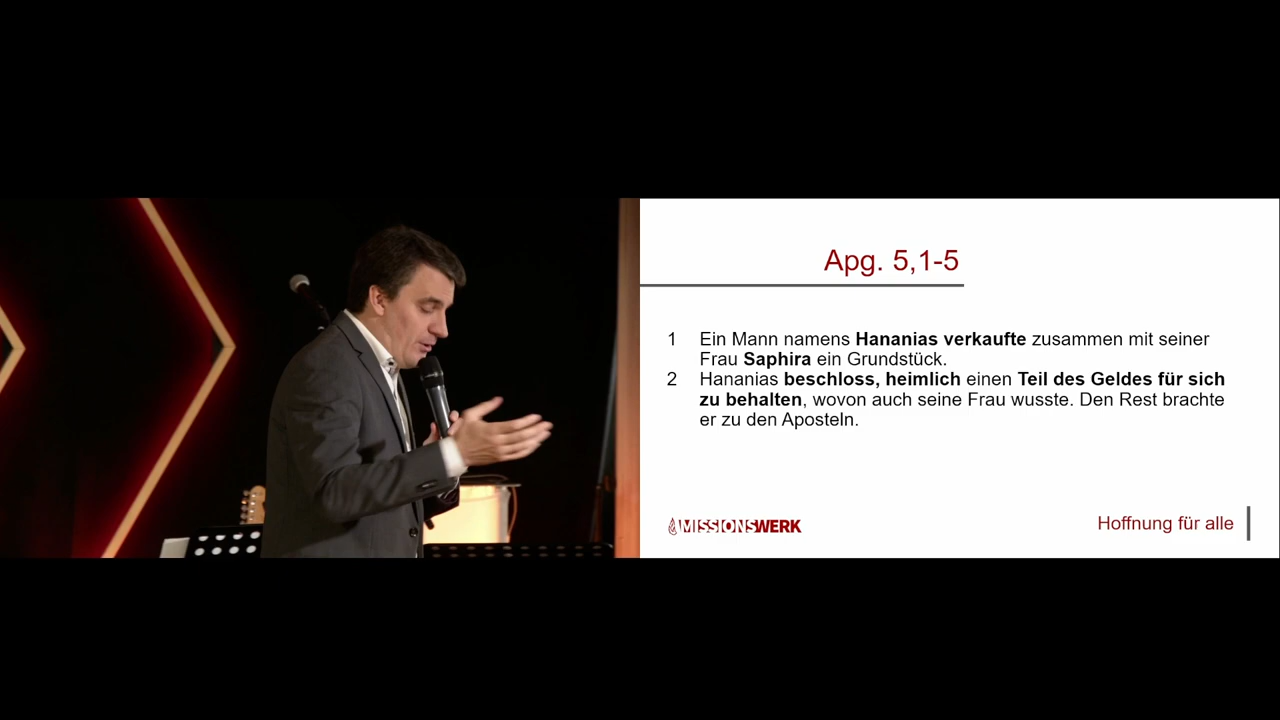 Apg. 5,1-5
1 Ein Mann namens Hananias verkaufte zusammen mit seiner
Frau Saphira ein Grundstück.
2 Hananias beschloss, heimlich einen Teil des Geldes für sich
zu behalten, wovon auch seine Frau wusste. Den Rest brachte
er zu den Aposteln.
MISSIONSWERK
Hoffnung für alle